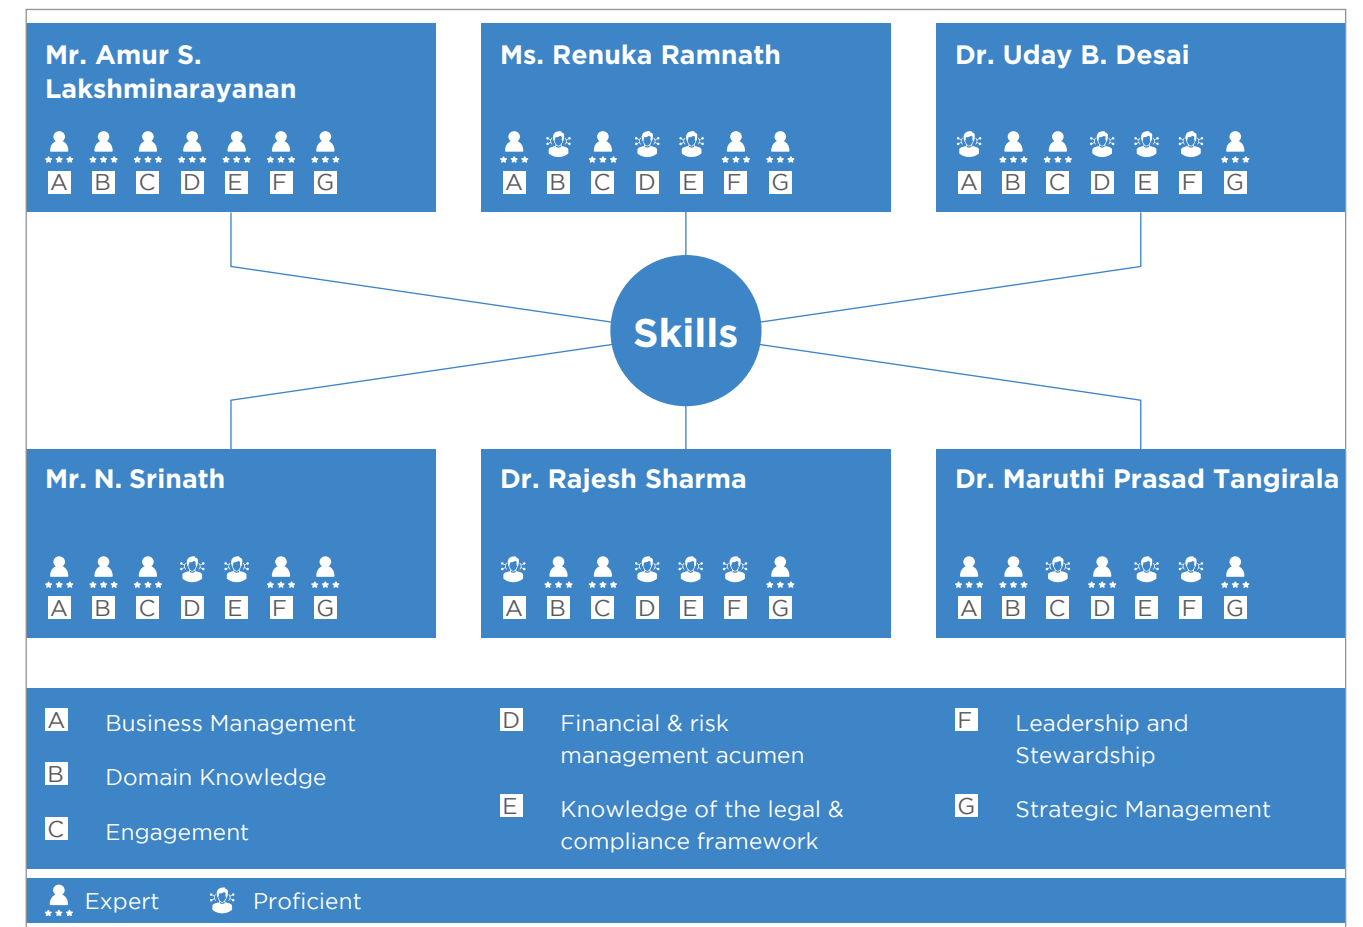 Mr. Amur S.
Lakshminarayanan
A B C D E F G
Ms. Renuka Ramnath
A B C D E F G
Dr. Uday B. Desai
A B C D E F G
Skills
Mr. N. Srinath
A B C D E F G
Dr. Rajesh Sharma
A B C D E F G
Dr. Maruthi Prasad Tangirala
A B C D E F G
A Business Management
B Domain Knowledge
C Engagement
D Financial & risk
management acumen
E Knowledge of the legal &
compliance framework
F Leadership and
Stewardship
G Strategic Management
Expert Proficient